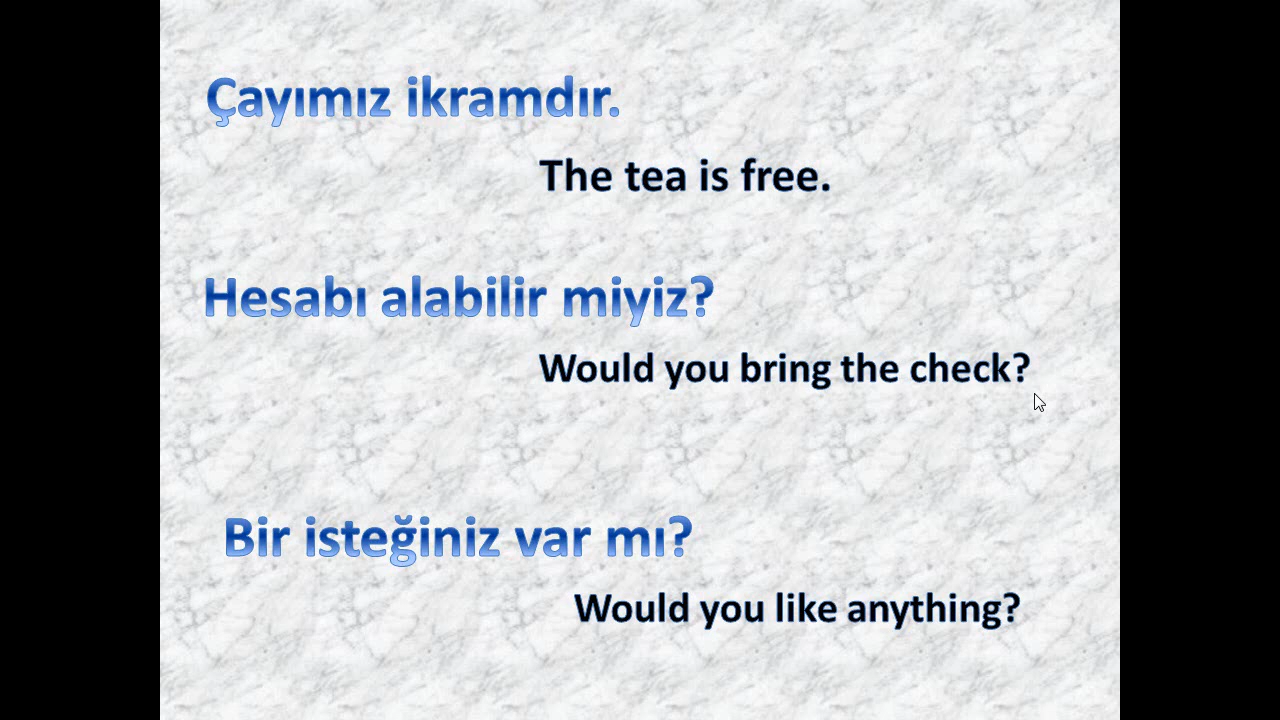 Çayımız ikramdır.
The tea is free.
Hesabı alabilir miyiz?
Would you bring the check?
Bir isteğiniz var mı?
Would you like anything?